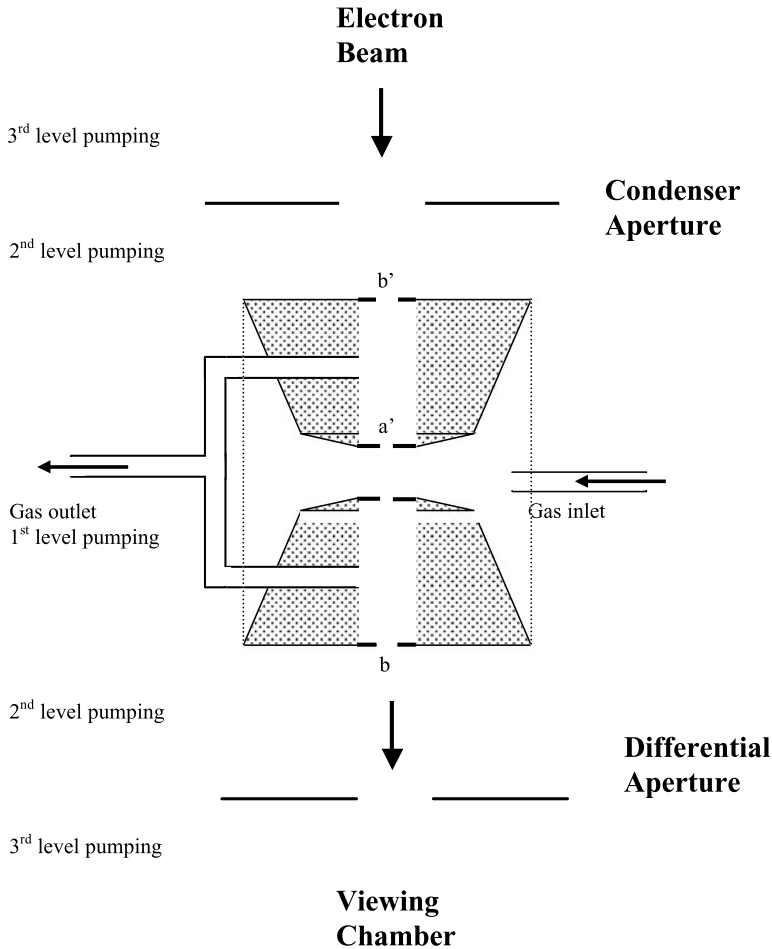 Electron
Beam
3rd level pumping
Condenser
Aperture
2nd level pumping
b’
a’
Gas outlet
1st level pumping
Gas inlet
b
2nd level pumping
Differential
Aperture
3rd level pumping
Viewing
Chamber